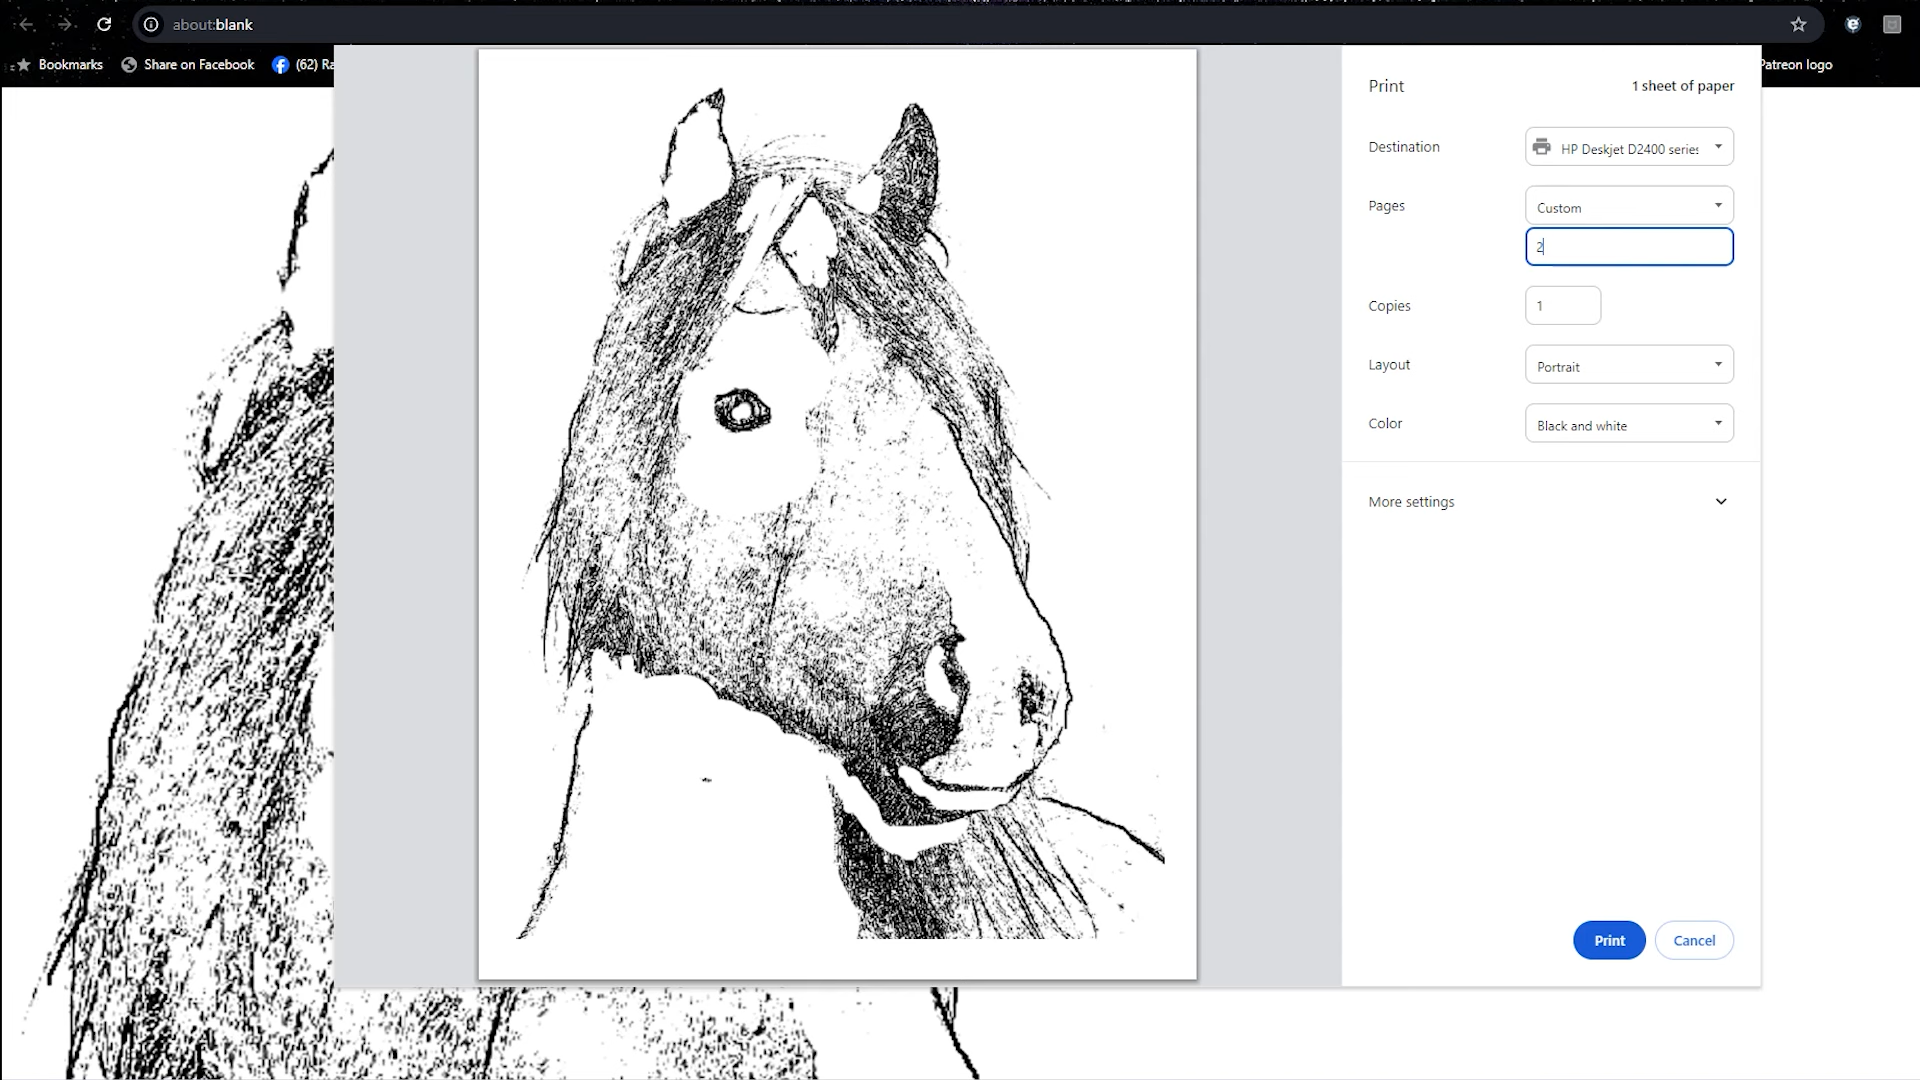 about:blank
Bookmarks
Share on Facebook
(62) Ra
Patreon logo
Print
1 sheet of paper
Destination
HP Deskjet D2400 series
Pages
Custom
2
Copies
1
Layout
Portrait
Color
Black and white
More settings
Print
Cancel